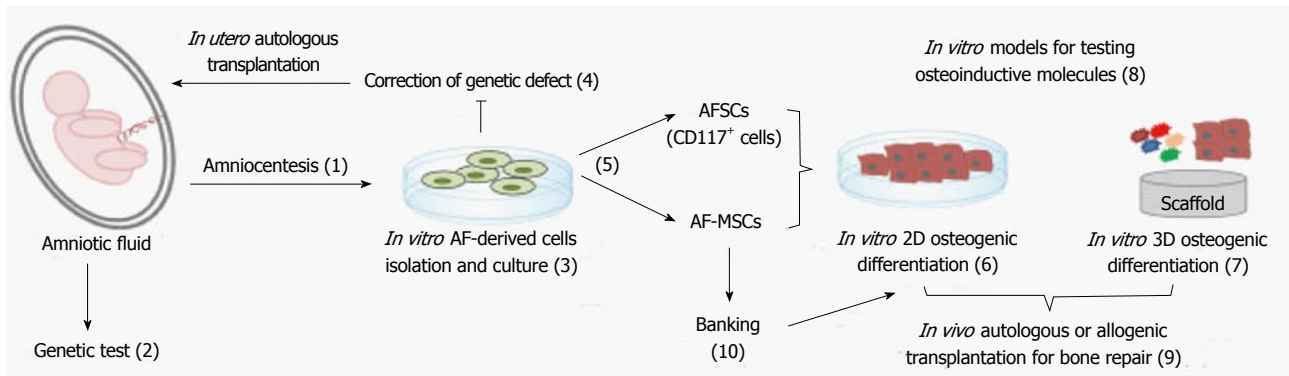 In utero autologous
transplantation
Correction of genetic defect (4)
Amniocentesis (1)
Amniotic fluid
Genetic test (2)
In vitro AF-derived cells
isolation and culture (3)
(5)
AFSCs
(CD117+ cells)
AF-MSCs
Banking
(10)
In vitro models for testing
osteoinductive molecules (8)
In vitro 2D osteogenic
differentiation (6)
Scaffold
In vitro 3D osteogenic
differentiation (7)
In vivo autologous or allogenic
transplantation for bone repair (9)